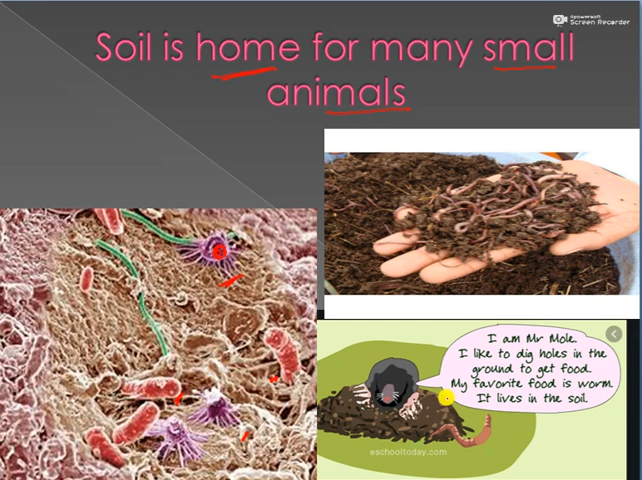 Apowersoft
Screen Recorder
Soil is home for many small
animals
I am Mr Mole.
I like to dig holes in the
ground to get food.
My favorite food is worm.
It lives in the soil.
eschooltoday.com